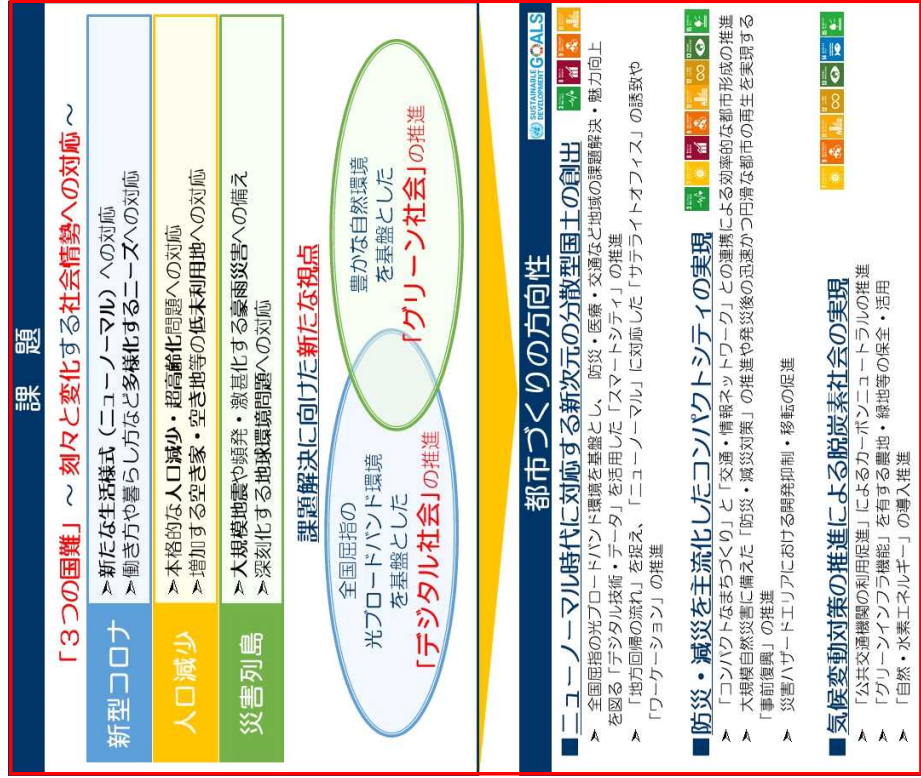 課　題
「３つの国難」 ～ 刻々と変化する社会情勢への対応 ～
新型コロナ
➢新たな生活様式（ニューノーマル）への対応
➢働き方や暮らし方など多様化するニーズへの対応
人口減少
➢本格的な人口減少・超高齢化問題への対応
➢増加する空き家・空き地等の低未利用地への対応
災害列島
➢大規模地震や頻発・激甚化する豪雨災害への備え
➢深刻化する地球環境問題への対応
課題解決に向けた新たな視点
全国屈指の
光ブロードバンド環境
を基盤とした
「デジタル社会」の推進
豊かな自然環境
を基盤とした
「グリーン社会」の推進
都市づくりの方向性
SUSTAINABLE
DEVELOPMENT
GOALS
■ニューノーマル時代に対応する新次元の分散型国土の創出
➢ 全国屈指の光ブロードバンド環境を基盤とし、防災・医療・交通など地域の課題解決・魅力向上
を図る「デジタル技術・データ」を活用した「スマートシティ」の推進
➢ 「地方回帰の流れ」を捉え、「ニューノーマル」に対応した「サテライトオフィス」の誘致や
「ワーケーション」の推進
■防災・減災を主流化したコンパクトシティの実現
➢ 「コンパクトなまちづくり」と「交通・情報ネットワーク」との連携による効率的な都市形成の推進
➢ 大規模自然災害に備えた「防災・減災対策」の推進や発災後の迅速かつ円滑な都市の再生を実現する
「事前復興」の推進
➢ 災害ハザードエリアにおける開発抑制・移転の促進
■気候変動対策の推進による脱炭素社会の実現
➢ 「公共交通機関の利用促進」によるカーボンニュートラルの推進
➢ 「グリーンインフラ機能」を有する農地・緑地等の保全・活用
➢ 「自然・水素エネルギー」の導入推進